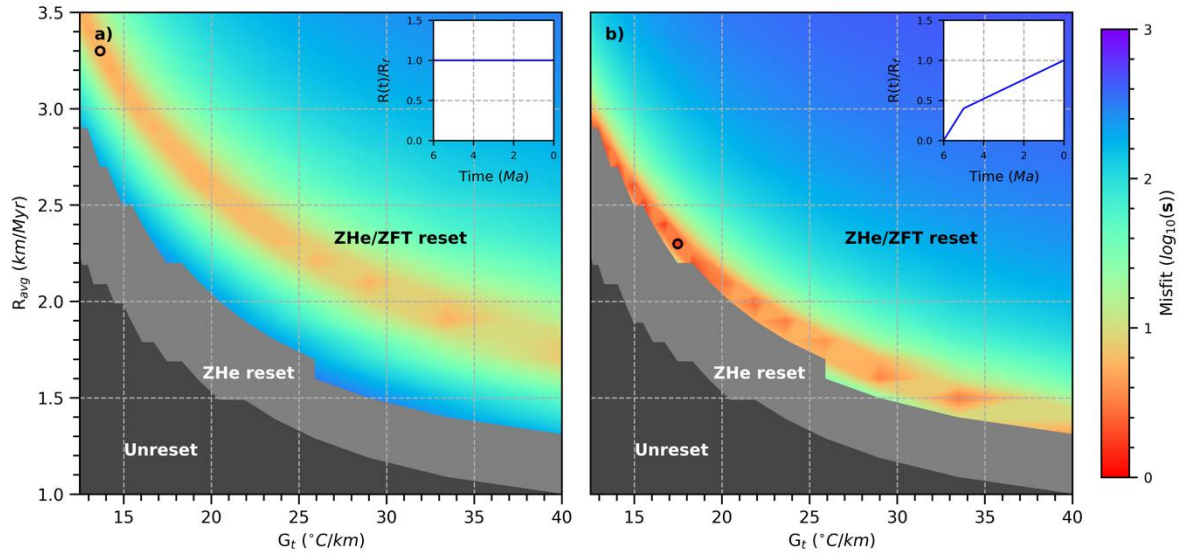 a)
3.5
3.0
2.5
2.0
1.5
1.0
R_avg (km/Myr)
15 20 25 30 35 40
G_t (°C/km)
1.5
1.0
0.5
0.0
R(t)/R_f
6 4 2 0
Time (Ma)
ZHe/ZFT reset
ZHe reset
Unreset
b)
15 20 25 30 35 40
G_t (°C/km)
1.5
1.0
0.5
0.0
R(t)/R_f
6 4 2 0
Time (Ma)
ZHe/ZFT reset
ZHe reset
Unreset
3
2
1
0
Misfit (log₁₀(s))